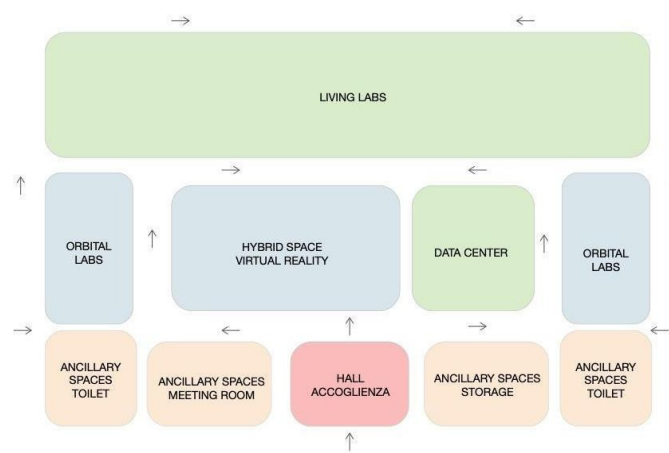 LIVING LABS
ORBITAL
LABS
HYBRID SPACE
VIRTUAL REALITY
DATA CENTER
ORBITAL
LABS
ANCILLARY
SPACES
TOILET
ANCILLARY SPACES
MEETING ROOM
HALL
ACCOGLIENZA
ANCILLARY SPACES
STORAGE
ANCILLARY
SPACES
TOILET